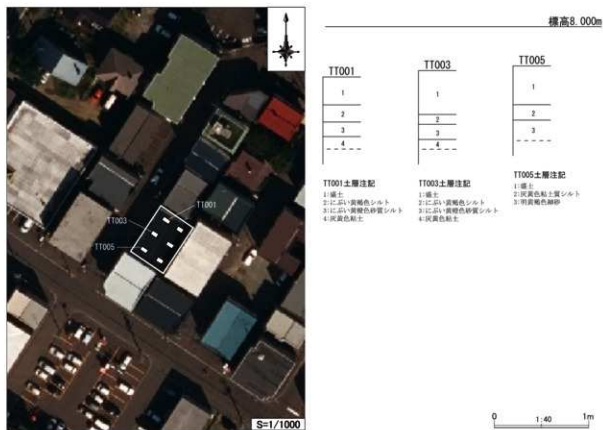 標高8.000m
TT001
1
2
3
4
TT003
1
2
3
4
TT005
1
2
3
TT001土層注記
1:盛土
2:にぶい黄褐色シルト
3:にぶい黄橙色砂質シルト
4:灰黄色粘土
TT003土層注記
1:盛土
2:にぶい黄褐色シルト
3:にぶい黄橙色砂質シルト
4:灰黄色粘土
TT005土層注記
1:盛土
2:灰黄色粘土質シルト
3:明黄褐色細砂
TT001
TT003
TT005
S=1/1000
0 1:40 1m